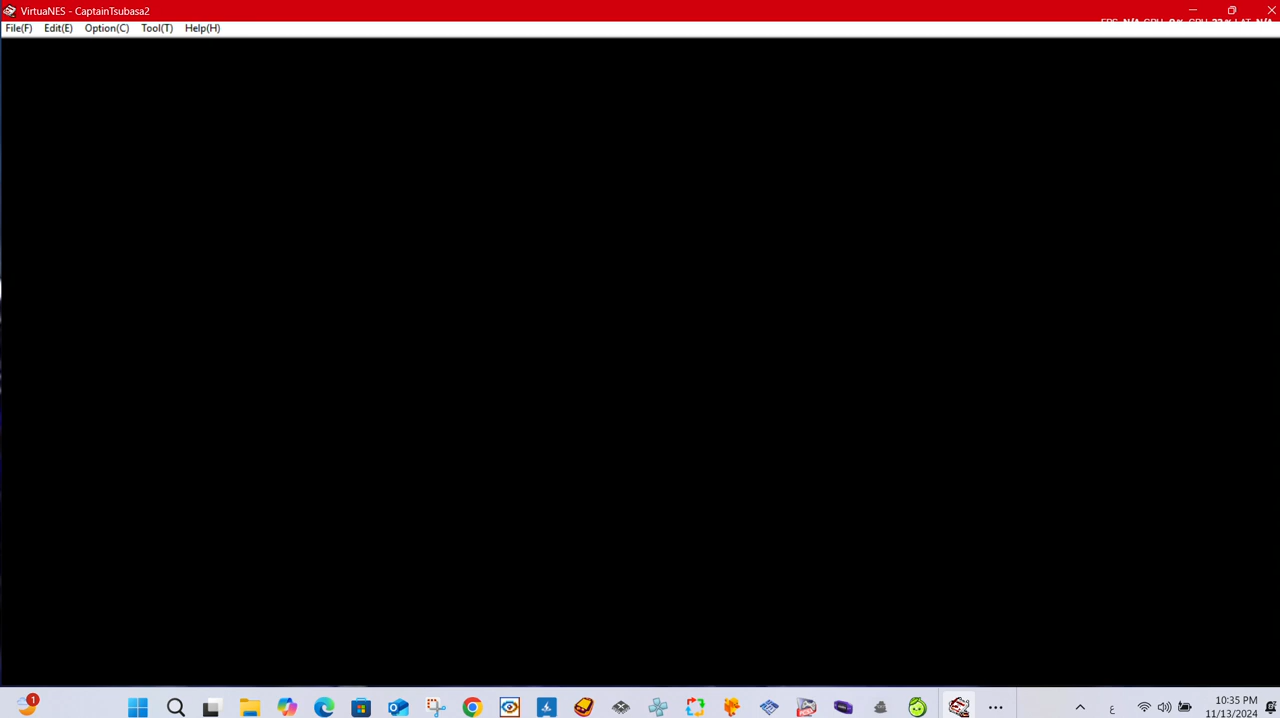 VirtuaNES - CaptainTsubasa2
File(F) Edit(E) Option(C) Tool(T) Help(H)
N/A
1
ع
10:35 PM
11/13/2024